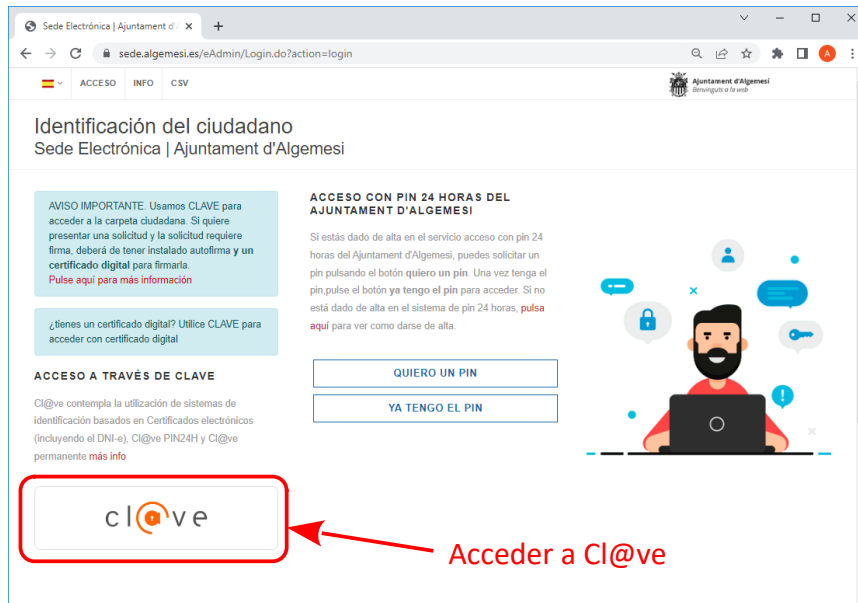 Sede Electrónica | Ajuntament d'A
sede.algemesi.es/eAdmin/Login.do?action=login
A
ACCESO INFO CSV
Ajuntament d'Algemesí
Benvinguts a la web
Identificación del ciudadano
Sede Electrónica | Ajuntament d'Algemesi
AVISO IMPORTANTE. Usamos CLAVE para
acceder a la carpeta ciudadana. Si quiere
presentar una solicitud y la solicitud requiere
firma, deberá de tener instalado autofirma y un
certificado digital para firmarla.
Pulse aquí para más información
¿tienes un certificado digital? Utilice CLAVE para
acceder con certificado digital
ACCESO A TRAVÉS DE CLAVE
Cl@ve contempla la utilización de sistemas de
identificación basados en Certificados electrónicos
(incluyendo el DNI-e), Cl@ve PIN24H y Cl@ve
permanente más info
cl@ve
ACCESO CON PIN 24 HORAS DEL
AJUNTAMENT D'ALGEMESI
Si estás dado de alta en el servicio acceso con pin 24
horas del Ajuntament d'Algemesi, puedes solicitar un
pin pulsando el botón quiero un pin. Una vez tenga el
pin,pulse el botón ya tengo el pin para acceder. Si no
está dado de alta en el sistema de pin 24 horas, pulsa
aquí para ver como darse de alta.
QUIERO UN PIN
YA TENGO EL PIN
Acceder a Cl@ve